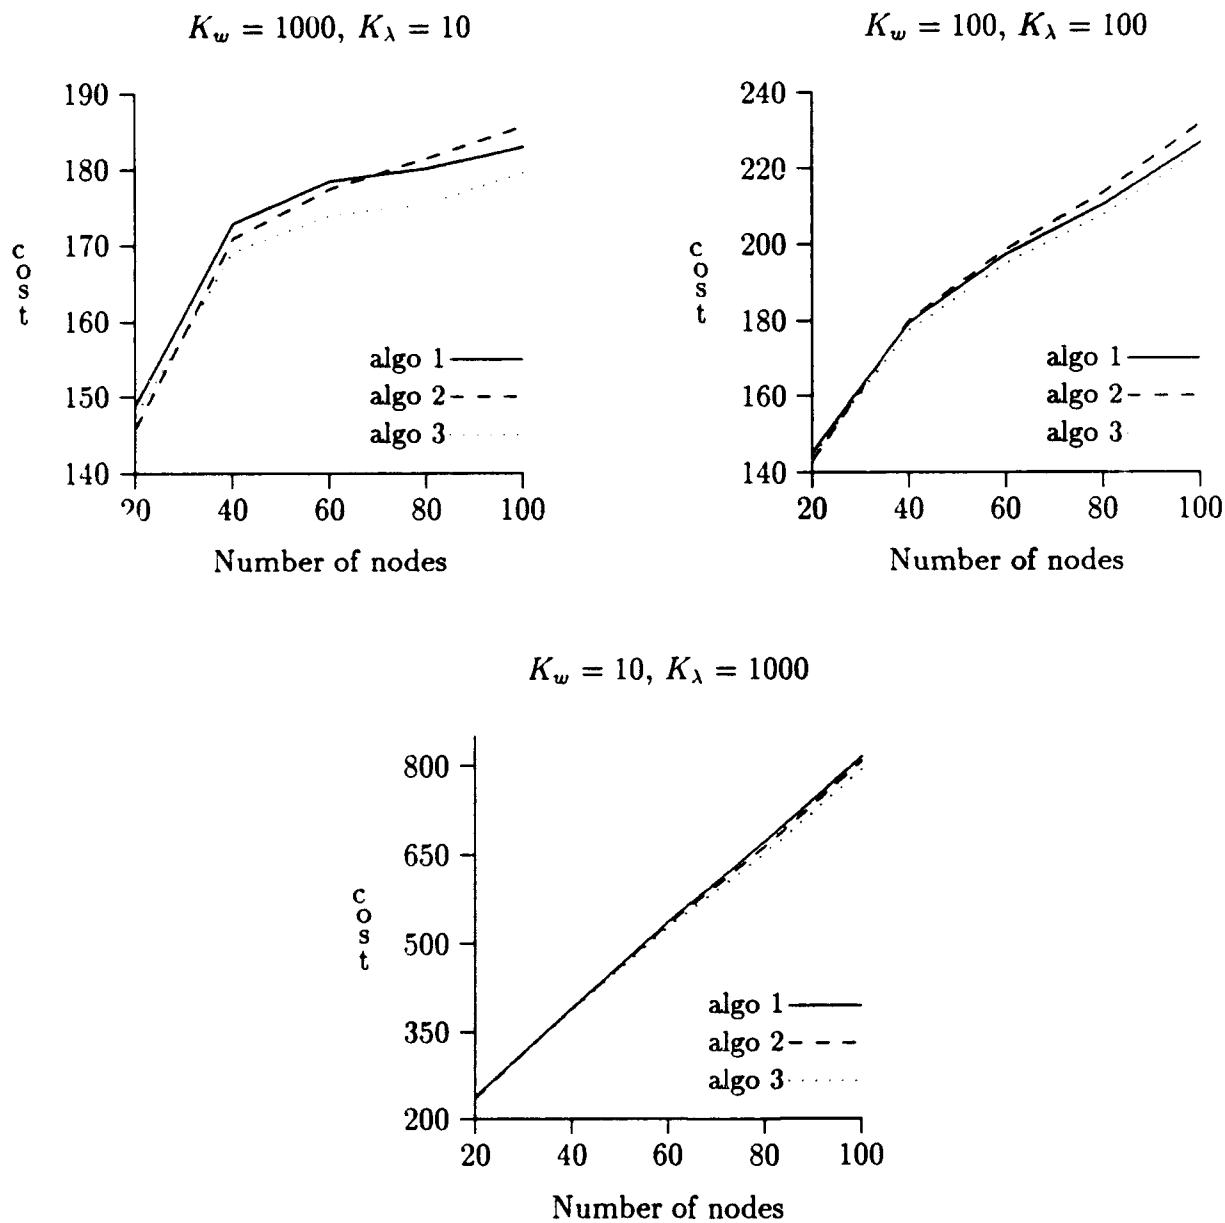 K_w = 1000, K_λ = 10
190
180
170
160
150
140
cost
algo 1
algo 2
algo 3
20 40 60 80 100
Number of nodes
K_w = 100, K_λ = 100
240
220
200
180
160
140
cost
algo 1
algo 2
algo 3
20 40 60 80 100
Number of nodes
K_w = 10, K_λ = 1000
800
650
500
350
200
cost
algo 1
algo 2
algo 3
20 40 60 80 100
Number of nodes